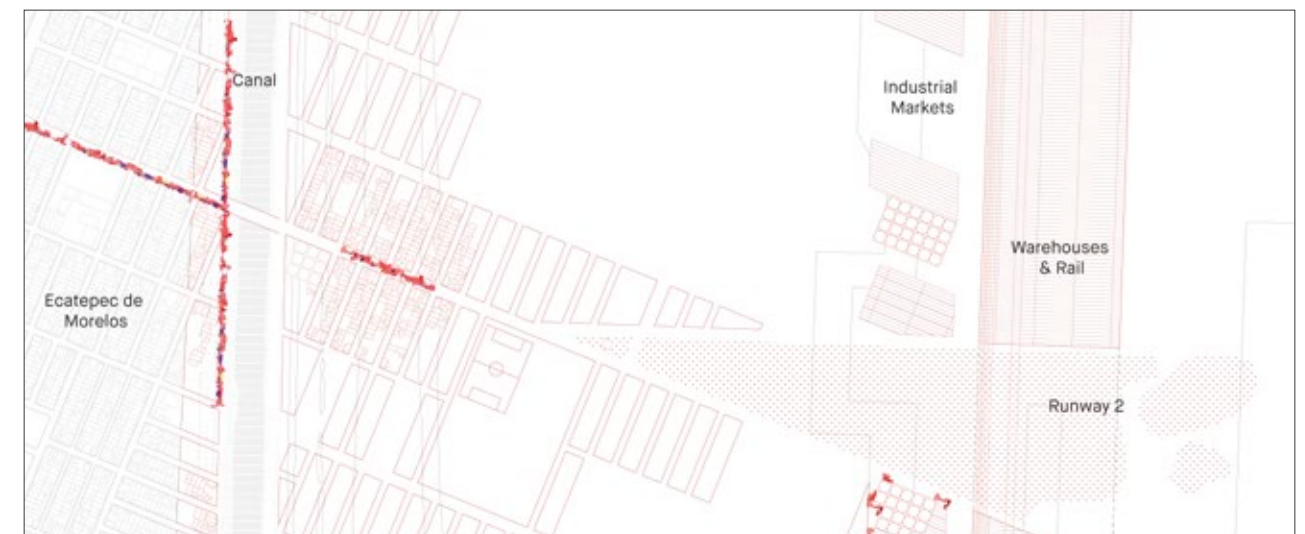 Canal
Industrial
Markets
Warehouses
& Rail
Ecatepec de
Morelos
Runway 2